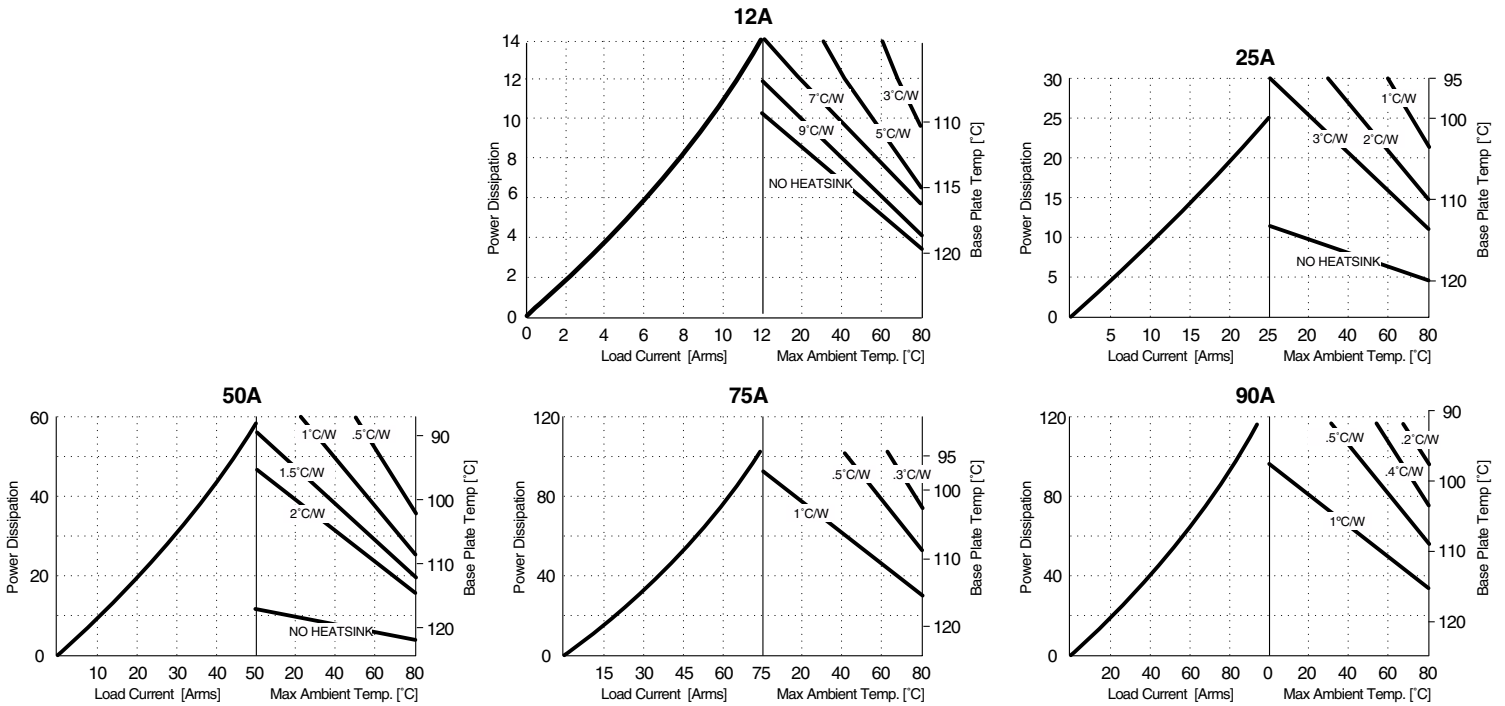 12A
14
12
10
8
6
4
2
0
Power Dissipation
0 2 4 6 8 10 12 20 40 60 80
Load Current [Arms] Max Ambient Temp. [˚C]
3˚C/W
7˚C/W
5˚C/W
9˚C/W
NO HEATSINK
110
115
120
Base Plate Temp [˚C]
25A
30
25
20
15
10
5
0
Power Dissipation
5 10 15 20 25 20 40 60 80
Load Current [Arms] Max Ambient Temp. [˚C]
1˚C/W
3˚C/W 2˚C/W
NO HEATSINK
95
100
110
120
Base Plate Temp [˚C]
50A
60
40
20
0
Power Dissipation
10 20 30 40 50 20 40 60 80
Load Current [Arms] Max Ambient Temp. [˚C]
1˚C/W .5˚C/W
1.5˚C/W
2˚C/W
NO HEATSINK
90
100
110
120
Base Plate Temp [˚C]
75A
120
80
40
0
Power Dissipation
15 30 45 60 75 20 40 60 80
Load Current [Arms] Max Ambient Temp. [˚C]
.5˚C/W .3˚C/W
1˚C/W
95
100
110
120
Base Plate Temp [˚C]
90A
120
80
40
0
Power Dissipation
20 40 60 80 0 20 40 60 80
Load Current [Arms] Max Ambient Temp. [˚C]
.5˚C/W .2˚C/W
.4˚C/W
1ºC/W
90
100
110
120
Base Plate Temp [˚C]